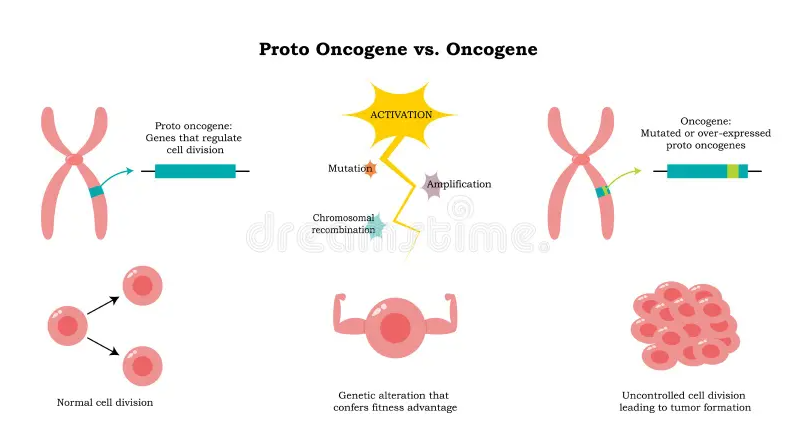 Proto Oncogene vs. Oncogene
Proto oncogene:
Genes that regulate
cell division
ACTIVATION
Mutation
Amplification
Chromosomal
recombination
Oncogene:
Mutated or over-expressed
proto oncogenes
dreamstime.
Normal cell division
Genetic alteration that
confers fitness advantage
Uncontrolled cell division
leading to tumor formation